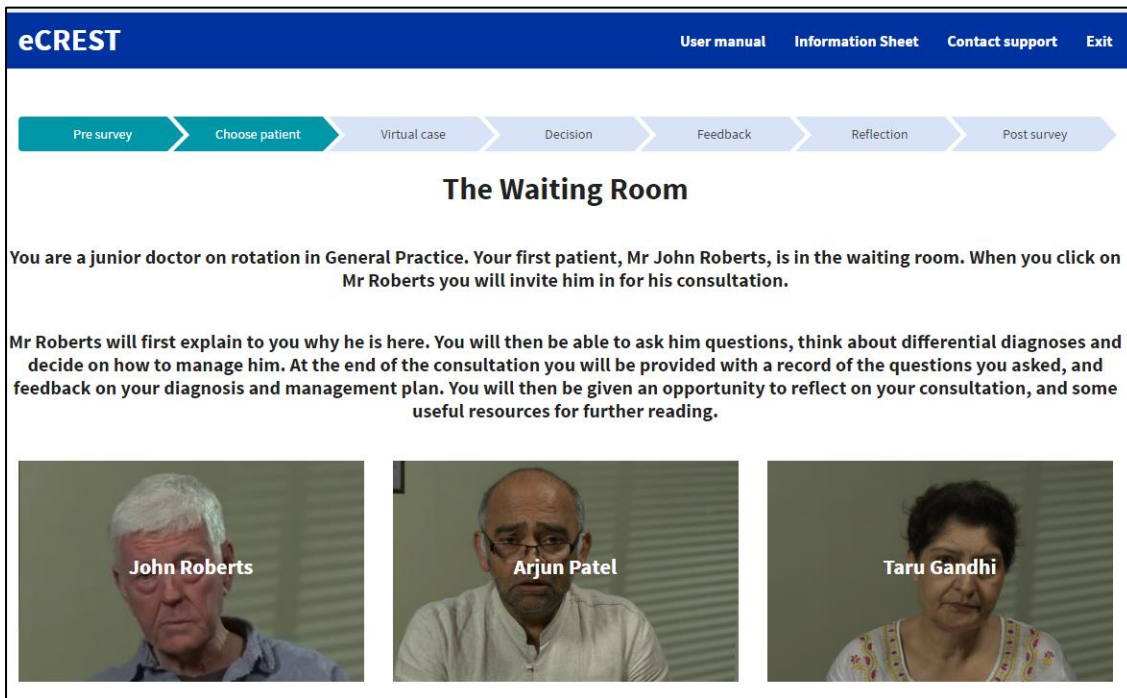 eCREST
User manual Information Sheet Contact support Exit
Pre survey Choose patient Virtual case Decision Feedback Reflection Post survey
The Waiting Room
You are a junior doctor on rotation in General Practice. Your first patient, Mr John Roberts, is in the waiting room. When you click on
Mr Roberts you will invite him in for his consultation.
Mr Roberts will first explain to you why he is here. You will then be able to ask him questions, think about differential diagnoses and
decide on how to manage him. At the end of the consultation you will be provided with a record of the questions you asked, and
feedback on your diagnosis and management plan. You will then be given an opportunity to reflect on your consultation, and some
useful resources for further reading.
John Roberts Arjun Patel Taru Gandhi